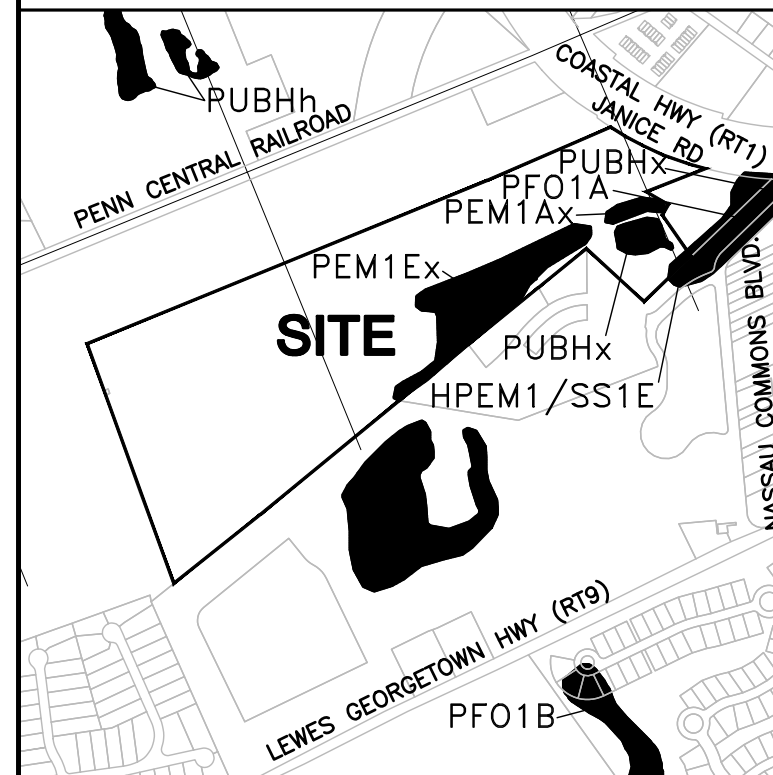 COASTAL HWY (RT1)
JANICE RD
PUBHh
PENN CENTRAL RAILROAD
PUBHx
PFO1A
PEM1Ax
PEM1Ex
SITE
PUBHx
HPEM1/SS1E
NASSAU COMMONS BLVD.
LEWES GEORGETOWN HWY (RT9)
PFO1B